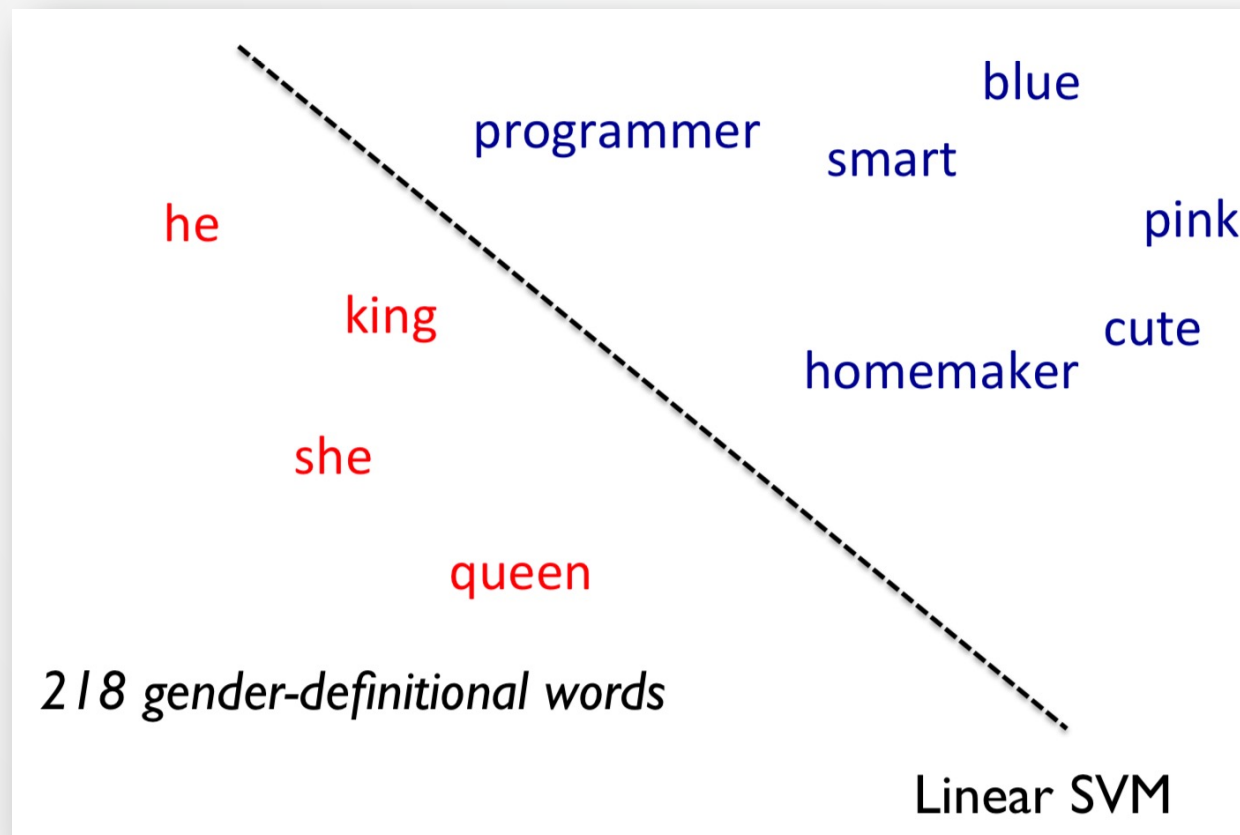 blue
programmer
smart
pink
he
king
cute
homemaker
she
queen
218 gender-definitional words
Linear SVM